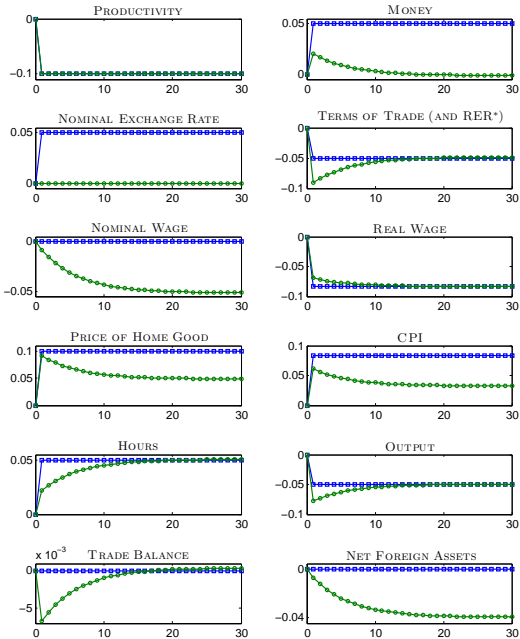 PRODUCTIVITY
0
−0.1
0 10 20 30
MONEY
0.05
0
0 10 20 30
NOMINAL EXCHANGE RATE
0.05
0
0 10 20 30
TERMS OF TRADE (AND RER*)
0
−0.05
−0.1
0 10 20 30
NOMINAL WAGE
0
−0.05
0 10 20 30
REAL WAGE
0
−0.05
−0.1
0 10 20 30
PRICE OF HOME GOOD
0.1
0.05
0
0 10 20 30
CPI
0.1
0.05
0
0 10 20 30
HOURS
0.05
0
0 10 20 30
OUTPUT
0
−0.05
−0.1
0 10 20 30
x 10⁻³ TRADE BALANCE
0
−5
0 10 20 30
NET FOREIGN ASSETS
0
−0.04
0 10 20 30